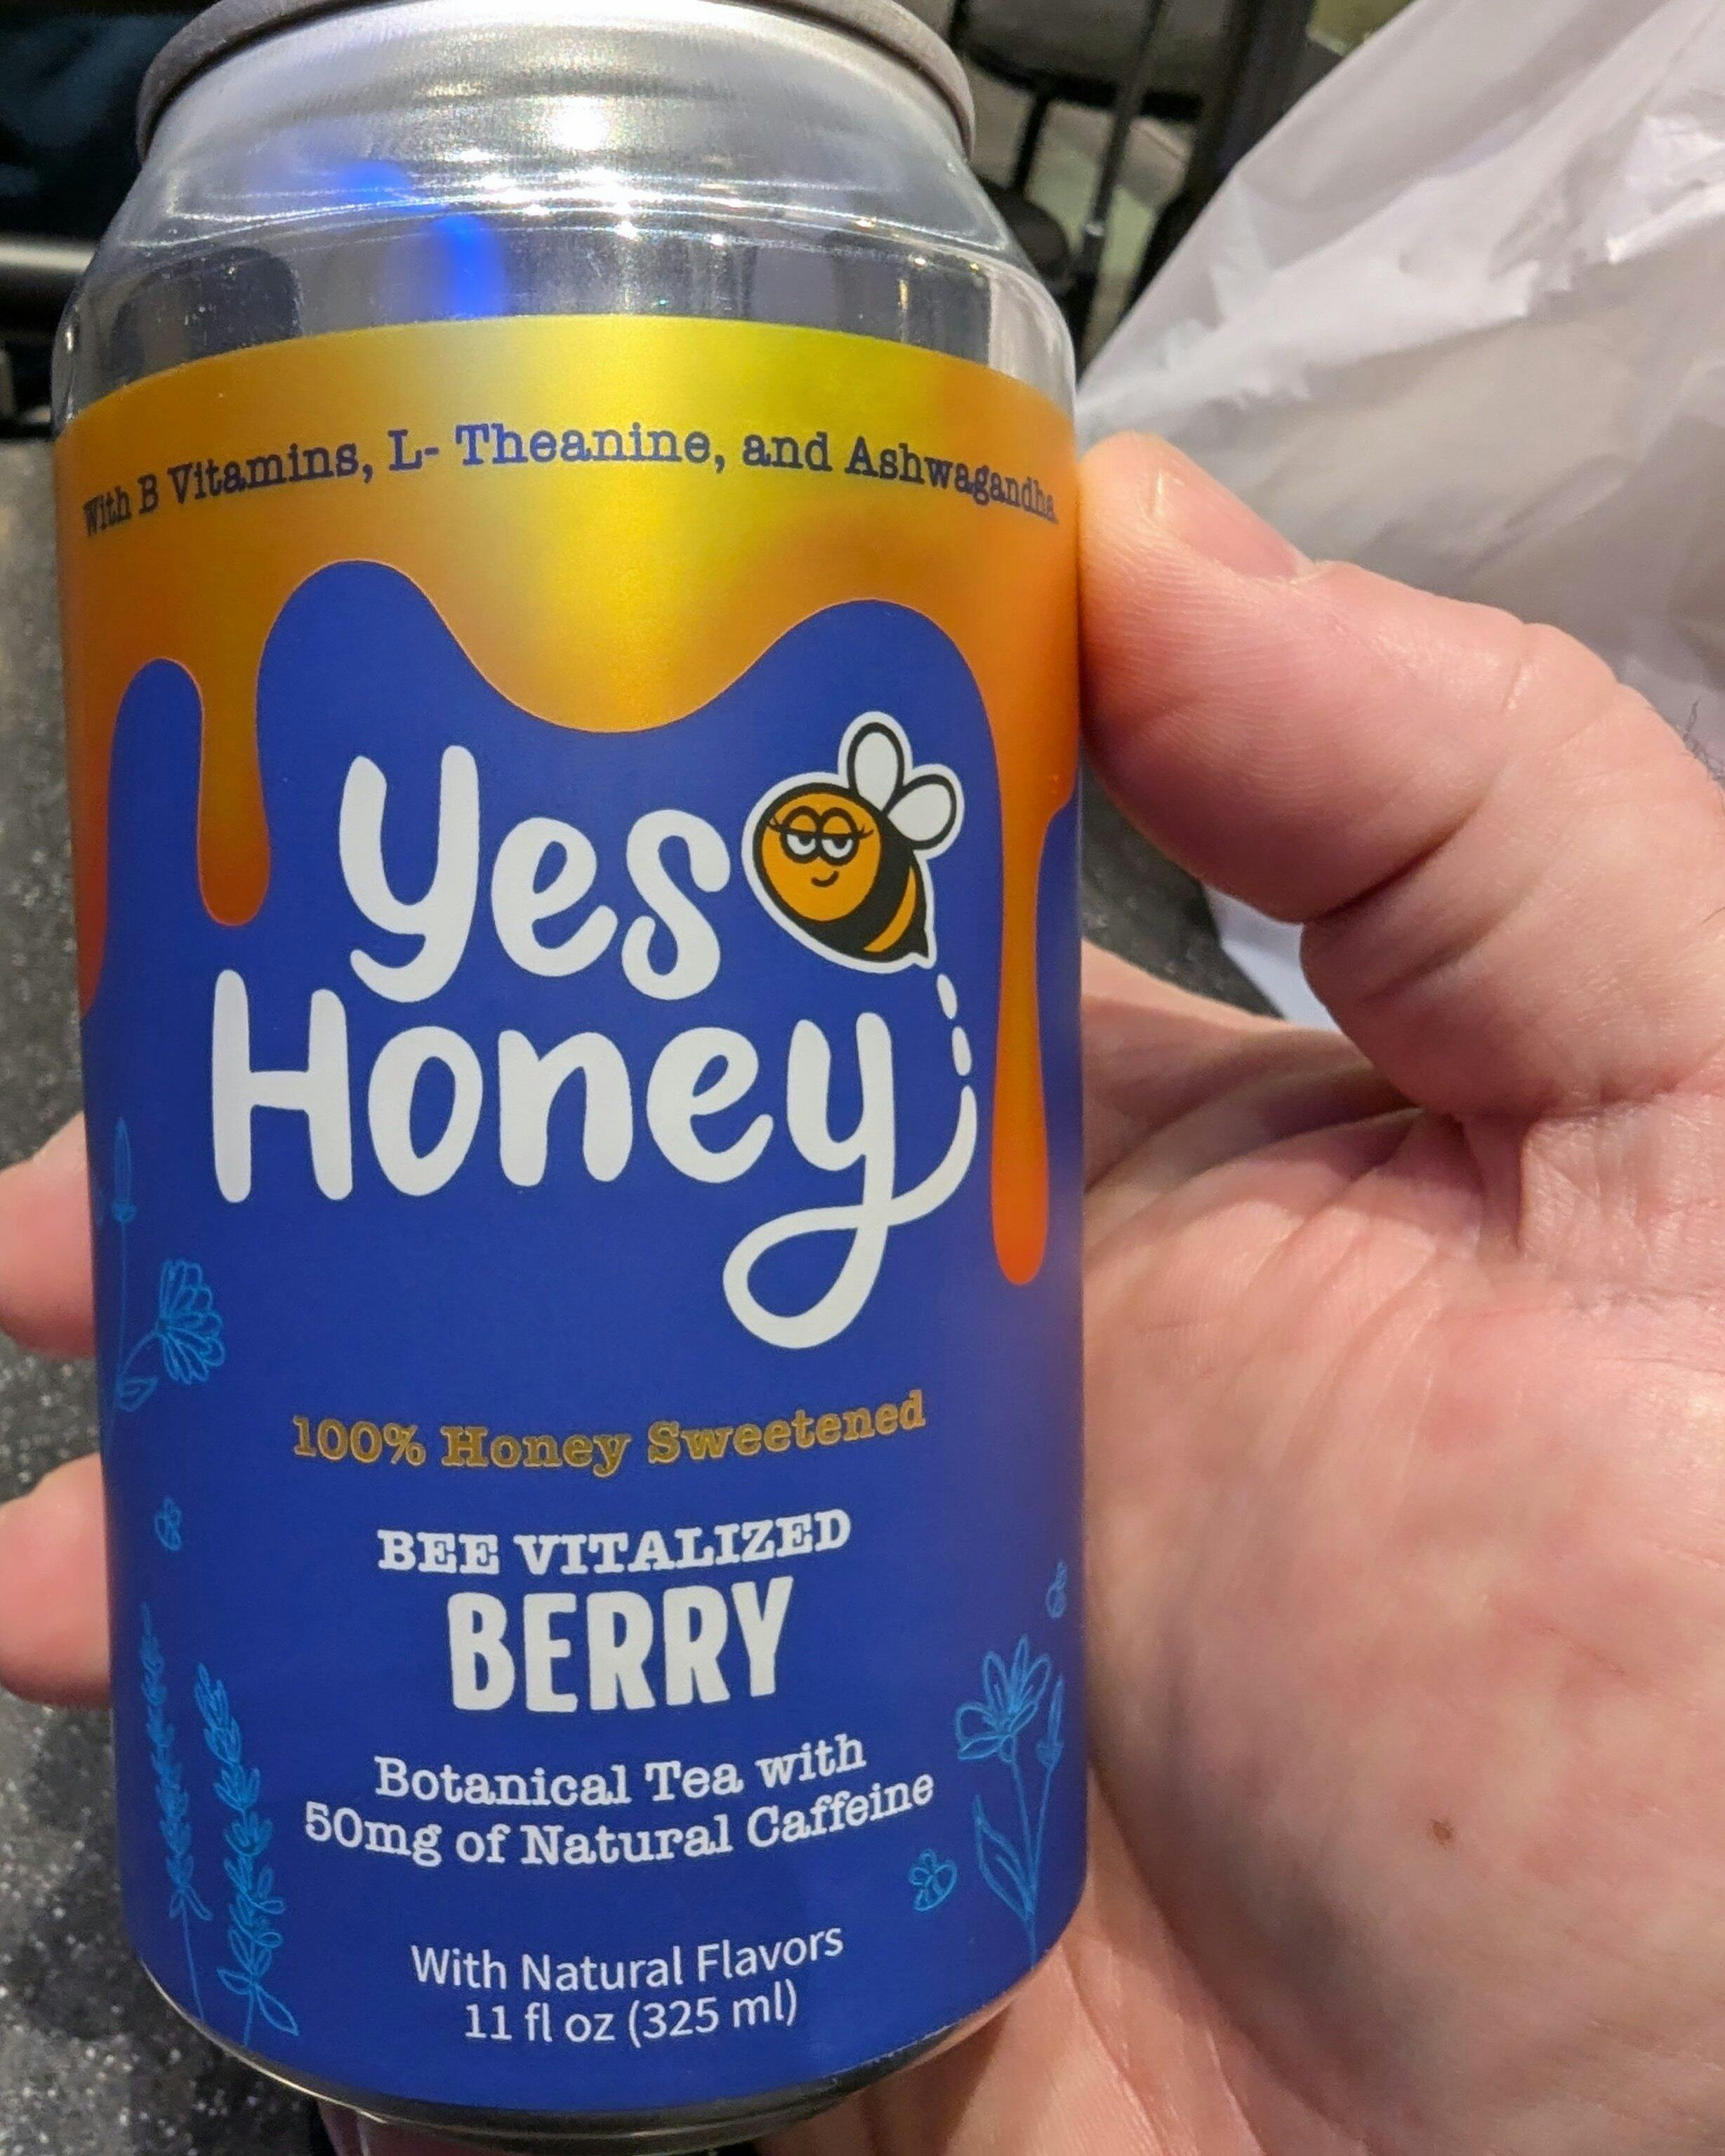 With B Vitamins, L- Theanine, and Ashwagandha
Yes
Honey
100% Honey Sweetened
BEE VITALIZED
BERRY
Botanical Tea with
50mg of Natural Caffeine
With Natural Flavors
11 fl oz (325 ml)